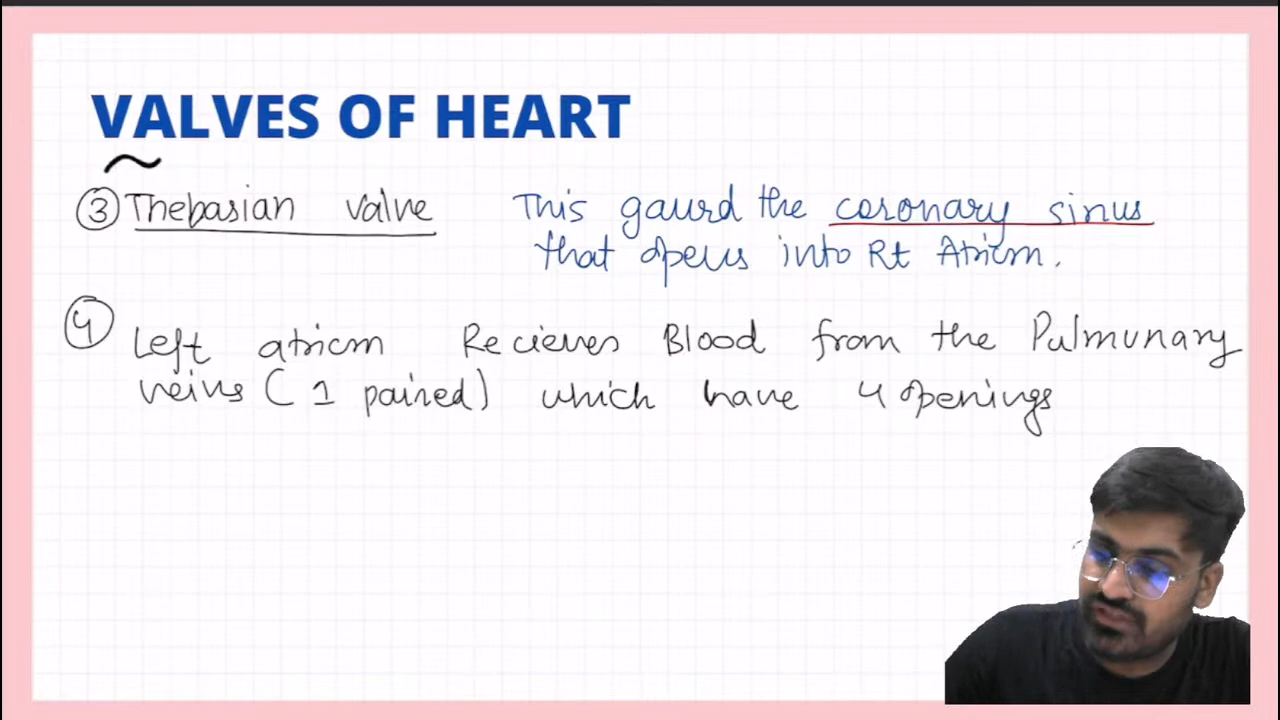 VALVES OF HEART
③ Thebasian valve This gaurd the coronary sinus
that opens into Rt Atrium.
④ Left atrium Recieves Blood from the Pulmunary
veins ( 1 paired) which have 4 openings